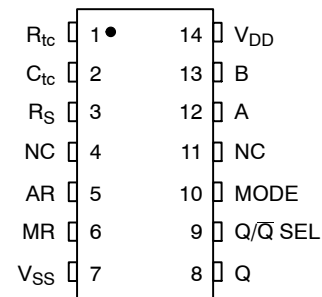 Rtc 1 14 VDD
Ctc 2 13 B
RS 3 12 A
NC 4 11 NC
AR 5 10 MODE
MR 6 9 Q/Q̅ SEL
VSS 7 8 Q